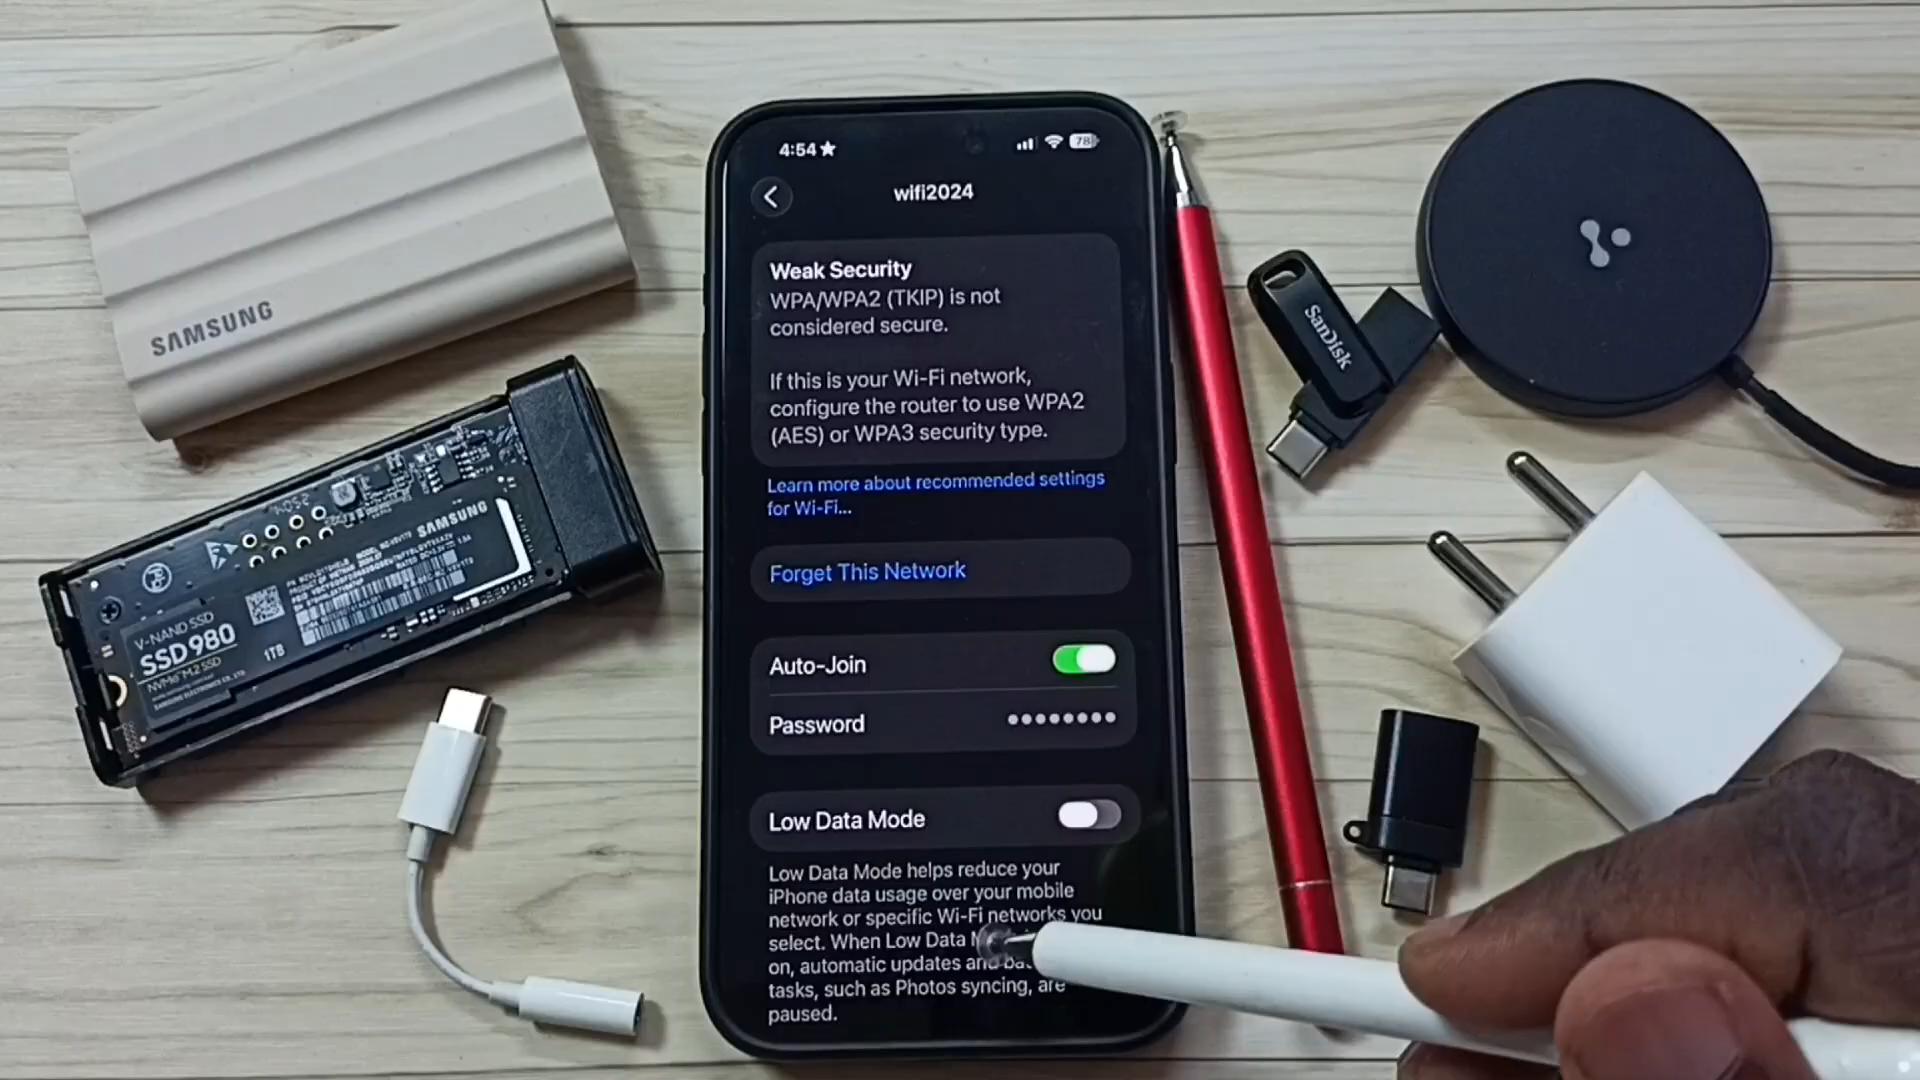 SAMSUNG
SAMSUNG
V-NAND SSD
SSD 980
NVMe M.2 SSD
1TB
4:54
78
wifi2024
Weak Security
WPA/WPA2 (TKIP) is not
considered secure.
If this is your Wi-Fi network,
configure the router to use WPA2
(AES) or WPA3 security type.
Learn more about recommended settings
for Wi-Fi...
Forget This Network
Auto-Join
Password
Low Data Mode
Low Data Mode helps reduce your
iPhone data usage over your mobile
network or specific Wi-Fi networks you
select. When Low Data
on, automatic updates and
tasks, such as Photos syncing, are
paused.
SanDisk